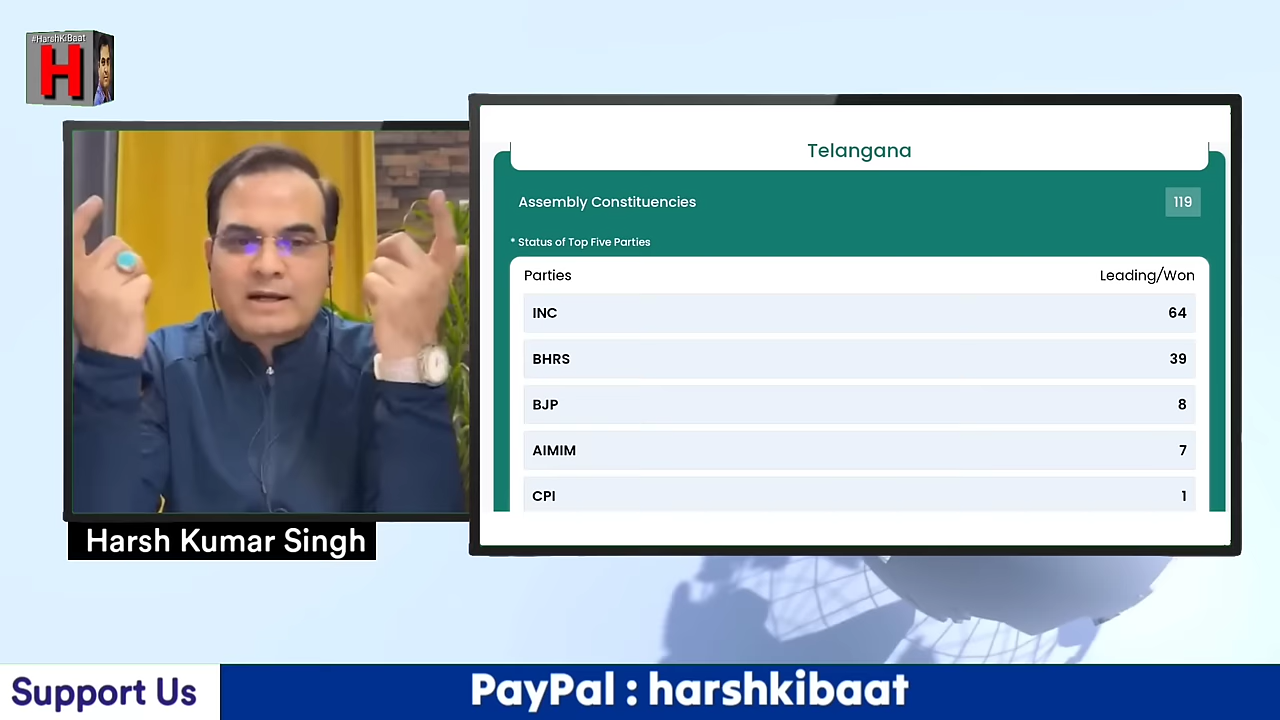 #HarshKiBaat
H
Telangana
Assembly Constituencies 119
* Status of Top Five Parties
Parties Leading/Won
INC 64
BHRS 39
BJP 8
AIMIM 7
CPI 1
Harsh Kumar Singh
Support Us PayPal : harshkibaat